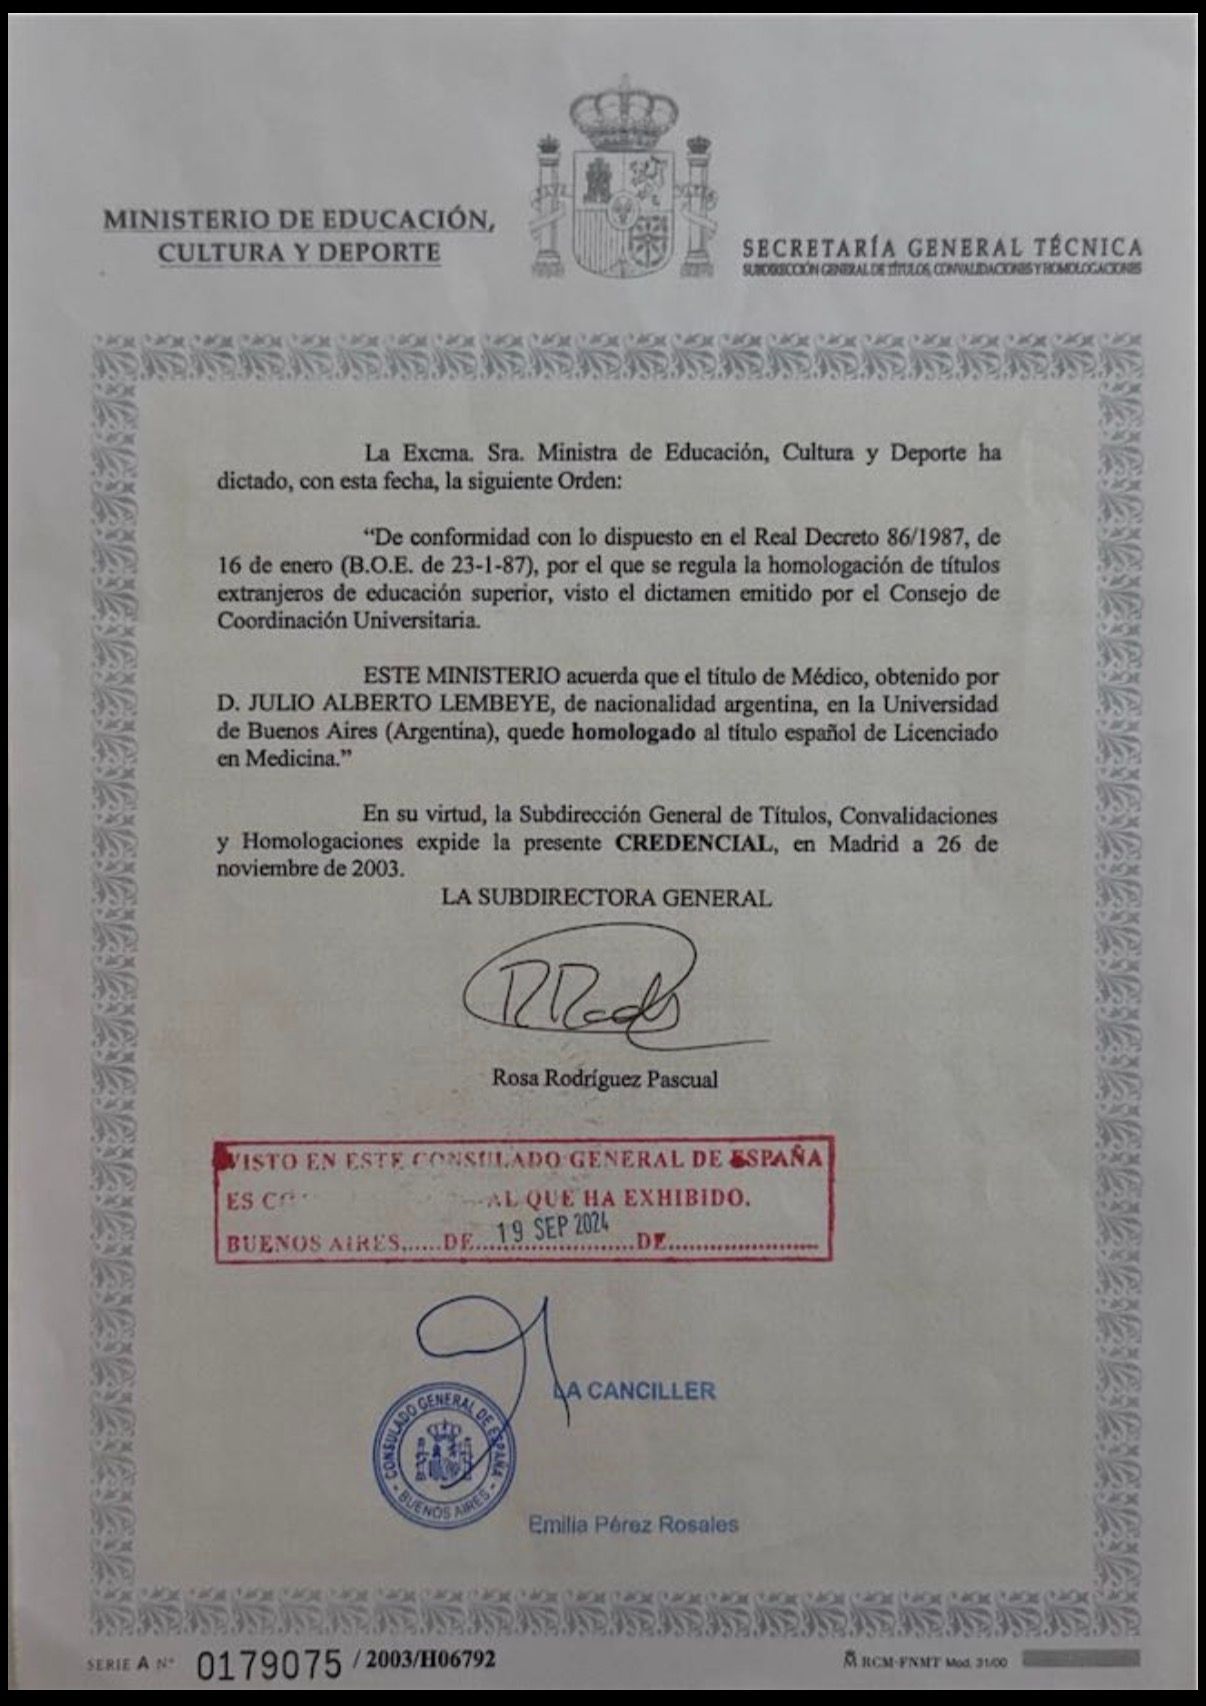 MINISTERIO DE EDUCACIÓN,
CULTURA Y DEPORTE
SECRETARÍA GENERAL TÉCNICA
SUBDIRECCIÓN GENERAL DE TÍTULOS, CONVALIDACIONES Y HOMOLOGACIONES
La Excma. Sra. Ministra de Educación, Cultura y Deporte ha
dictado, con esta fecha, la siguiente Orden:
“De conformidad con lo dispuesto en el Real Decreto 86/1987, de
16 de enero (B.O.E. de 23-1-87), por el que se regula la homologación de títulos
extranjeros de educación superior, visto el dictamen emitido por el Consejo de
Coordinación Universitaria.
ESTE MINISTERIO acuerda que el título de Médico, obtenido por
D. JULIO ALBERTO LEMBEYE, de nacionalidad argentina, en la Universidad
de Buenos Aires (Argentina), quede homologado al título español de Licenciado
en Medicina.”
En su virtud, la Subdirección General de Títulos, Convalidaciones
y Homologaciones expide la presente CREDENCIAL, en Madrid a 26 de
noviembre de 2003.
LA SUBDIRECTORA GENERAL
Rosa Rodríguez Pascual
VISTO EN ESTE CONSULADO GENERAL DE ESPAÑA
ES AL QUE HA EXHIBIDO.
BUENOS AIRES......DE...19 SEP 2024...DE...................
LA CANCILLER
CONSULADO GENERAL DE ESPAÑA
- BUENOS AIRES -
Emilia Pérez Rosales
SERIE A Nº 0179075 / 2003/H06792
RCM-FNMT Mod. 31/00